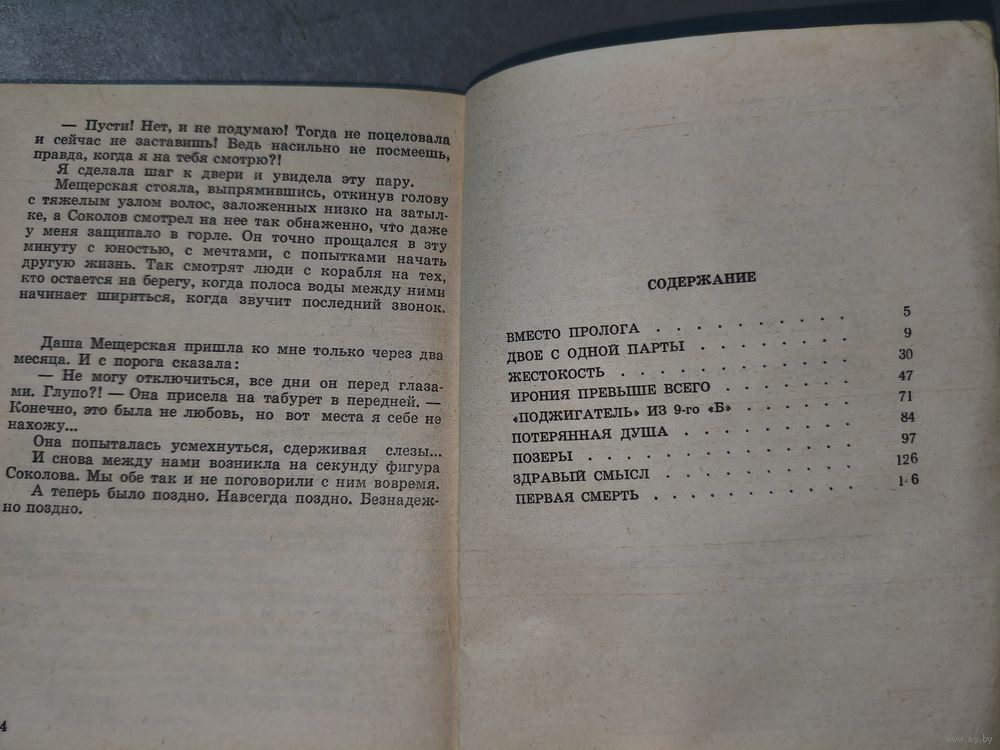 — Пусти! Нет, и не подумаю! Тогда не поцеловала
и сейчас не заставишь! Ведь насильно не посмеешь,
правда, когда я на тебя смотрю?!
Я сделала шаг к двери и увидела эту пару.
Мещерская стояла, выпрямившись, откинув голову
с тяжелым узлом волос, заложенных низко на затыл-
ке, а Соколов смотрел на нее так обнаженно, что даже
у меня защипало в горле. Он точно прощался в эту
минуту с юностью, с мечтами, с попытками начать
другую жизнь. Так смотрят люди с корабля на тех,
кто остается на берегу, когда полоса воды между ними
начинает шириться, когда звучит последний звонок.
Даша Мещерская пришла ко мне только через два
месяца. И с порога сказала:
— Не могу отключиться, все дни он перед глаза-
ми. Глупо?! — Она присела на табурет в передней. —
Конечно, это была не любовь, но вот места я себе не
нахожу...
Она попыталась усмехнуться, сдерживая слезы...
И снова между нами возникла на секунду фигура
Соколова. Мы обе так и не поговорили с ним вовремя.
А теперь было поздно. Навсегда поздно. Безнадеж-
но поздно.
4
СОДЕРЖАНИЕ
ВМЕСТО ПРОЛОГА . . . . . . . . . . 5
ДВОЕ С ОДНОЙ ПАРТЫ . . . . . . . . 9
ЖЕСТОКОСТЬ . . . . . . . . . . . 30
ИРОНИЯ ПРЕВЫШЕ ВСЕГО . . . . . . . 47
«ПОДЖИГАТЕЛЬ» ИЗ 9-го «Б» . . . . . . 71
ПОТЕРЯННАЯ ДУША . . . . . . . . . 84
ПОЗЕРЫ . . . . . . . . . . . . . 97
ЗДРАВЫЙ СМЫСЛ . . . . . . . . . . 126
ПЕРВАЯ СМЕРТЬ . . . . . . . . . .
www.ay.by